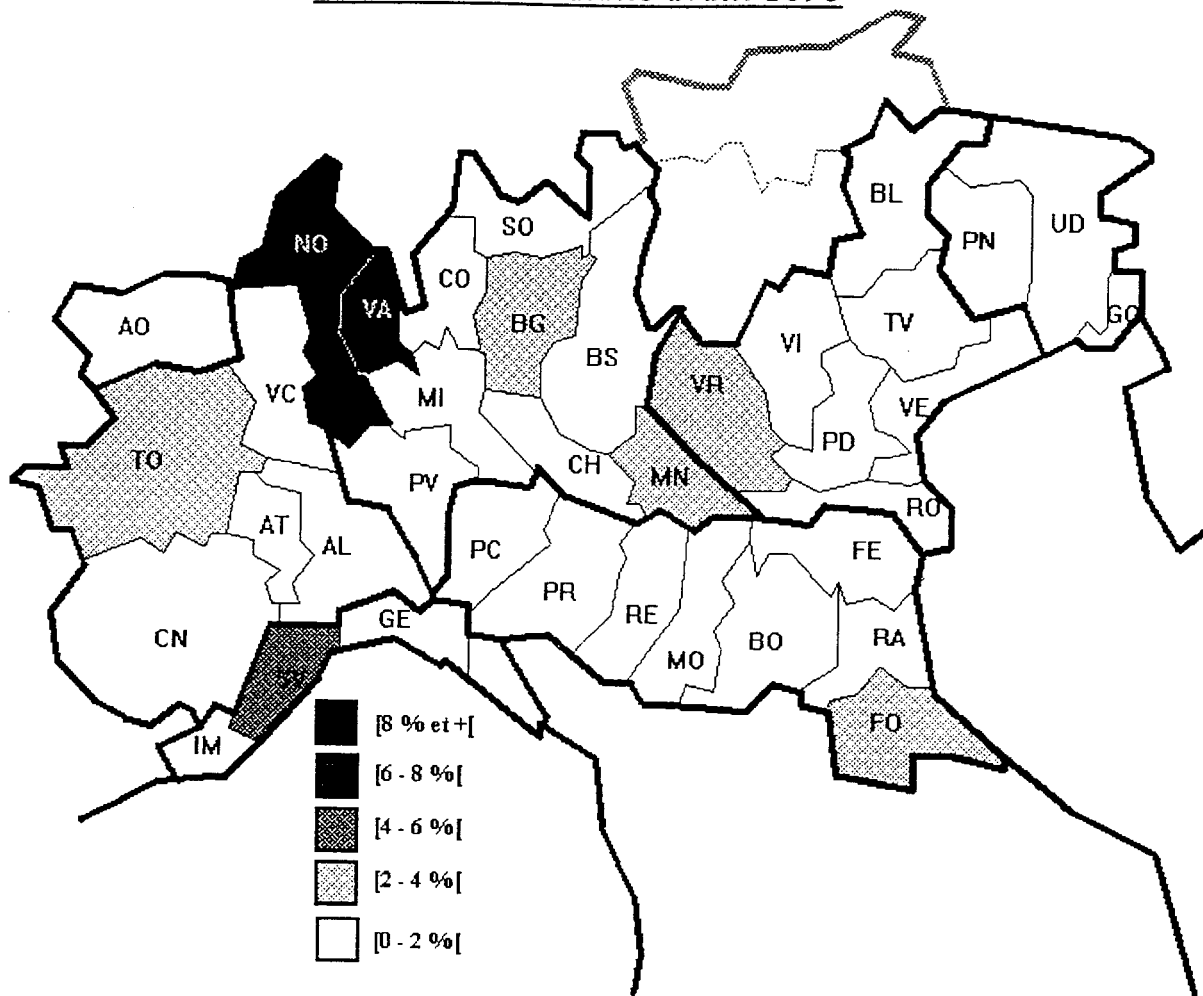 BL
SO
UD
NO
PN
CO
VA
BG
GO
AO
TV
VI
BS
VR
VC
MI
VE
PD
TO
CH
MN
PV
RO
AT
AL
PC
FE
PR
RE
GE
CN
BO
RA
MO
FO
IM
[8 % et +[
[6 - 8 %[
[4 - 6 %[
[2 - 4 %[
[0 - 2 %[